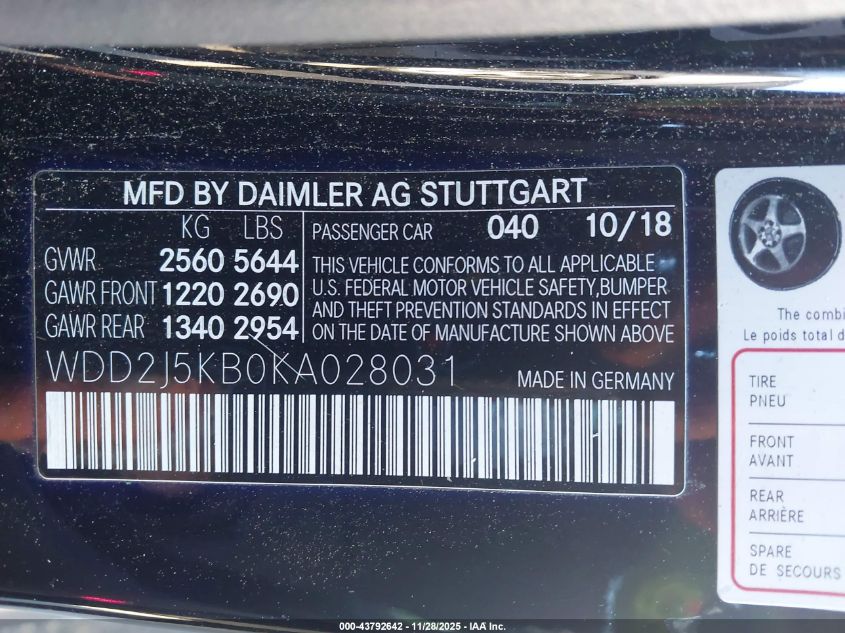 MFD BY DAIMLER AG STUTTGART
KG LBS
GVWR 2560 5644
GAWR FRONT 1220 2690
GAWR REAR 1340 2954
PASSENGER CAR 040 10/18
THIS VEHICLE CONFORMS TO ALL APPLICABLE
U.S. FEDERAL MOTOR VEHICLE SAFETY,BUMPER
AND THEFT PREVENTION STANDARDS IN EFFECT
ON THE DATE OF MANUFACTURE SHOWN ABOVE
WDD2J5KB0KA028031
MADE IN GERMANY
The combi
Le poids total d
TIRE
PNEU
FRONT
AVANT
REAR
ARRIÈRE
SPARE
DE SECOURS
000-43792642 - 11/28/2025 - IAA Inc.